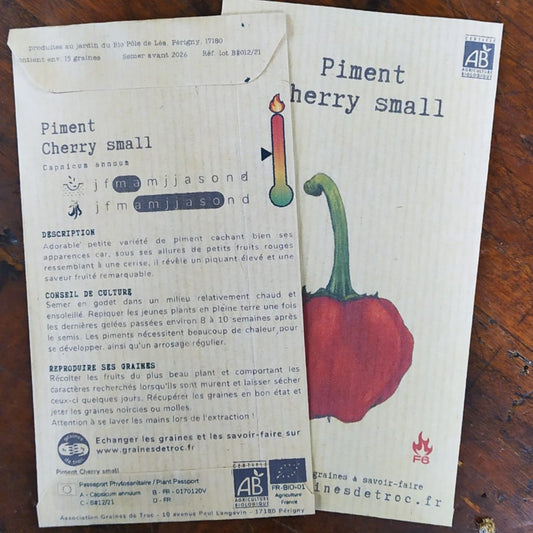 produites au jardin du Bio Pôle de Léa, Périgny, 17180
contient env. 15 graines Semer avant 2026 Réf. lot BS012/21
Piment
Cherry small
Capsicum annuum
j f m a m j j a s o n d
j f m a m j j a s o n d
DESCRIPTION
Adorable petite variété de piment cachant bien ses
apparences car, sous ses allures de petits fruits rouges
ressemblant à une cerise, il révèle un piquant élevé et une
saveur fruité remarquable.
CONSEIL DE CULTURE
Semer en godet dans un milieu relativement chaud et
ensoleillé. Repiquer les jeunes plants en pleine terre une fois
les dernières gelées passées environ 8 à 10 semaines après
le semis. Les piments nécessitent beaucoup de chaleur pour
se développer, ainsi qu'un arrosage régulier.
REPRODUIRE SES GRAINES
Récolter les fruits du plus beau plant et comportant les
caractères recherchés lorsqu'ils sont murent et laisser sécher
ceux-ci quelques jours. Récupérer les graines en bon état et
jeter les graines noircies ou molles.
Attention à se laver les mains lors de l'extraction !
Echanger les graines et les savoir-faire sur
www.grainesdetroc.fr
Piment Cherry small
Passeport Phytosanitaire / Plant Passport
A - Capsicum annuum B - FR - 017012OV
C - BS#12/21 D - FR
CERTIFIÉ
AB
AGRICULTURE
BIOLOGIQUE
FR-BIO-01
Agriculture
France
Association Graines de Troc - 10 avenue Paul Langevin - 17180 Périgny
CERTIFIÉ
AB
AGRICULTURE
BIOLOGIQUE
Piment
herry small
F6
graines & savoir-faire
ainesdetroc.fr